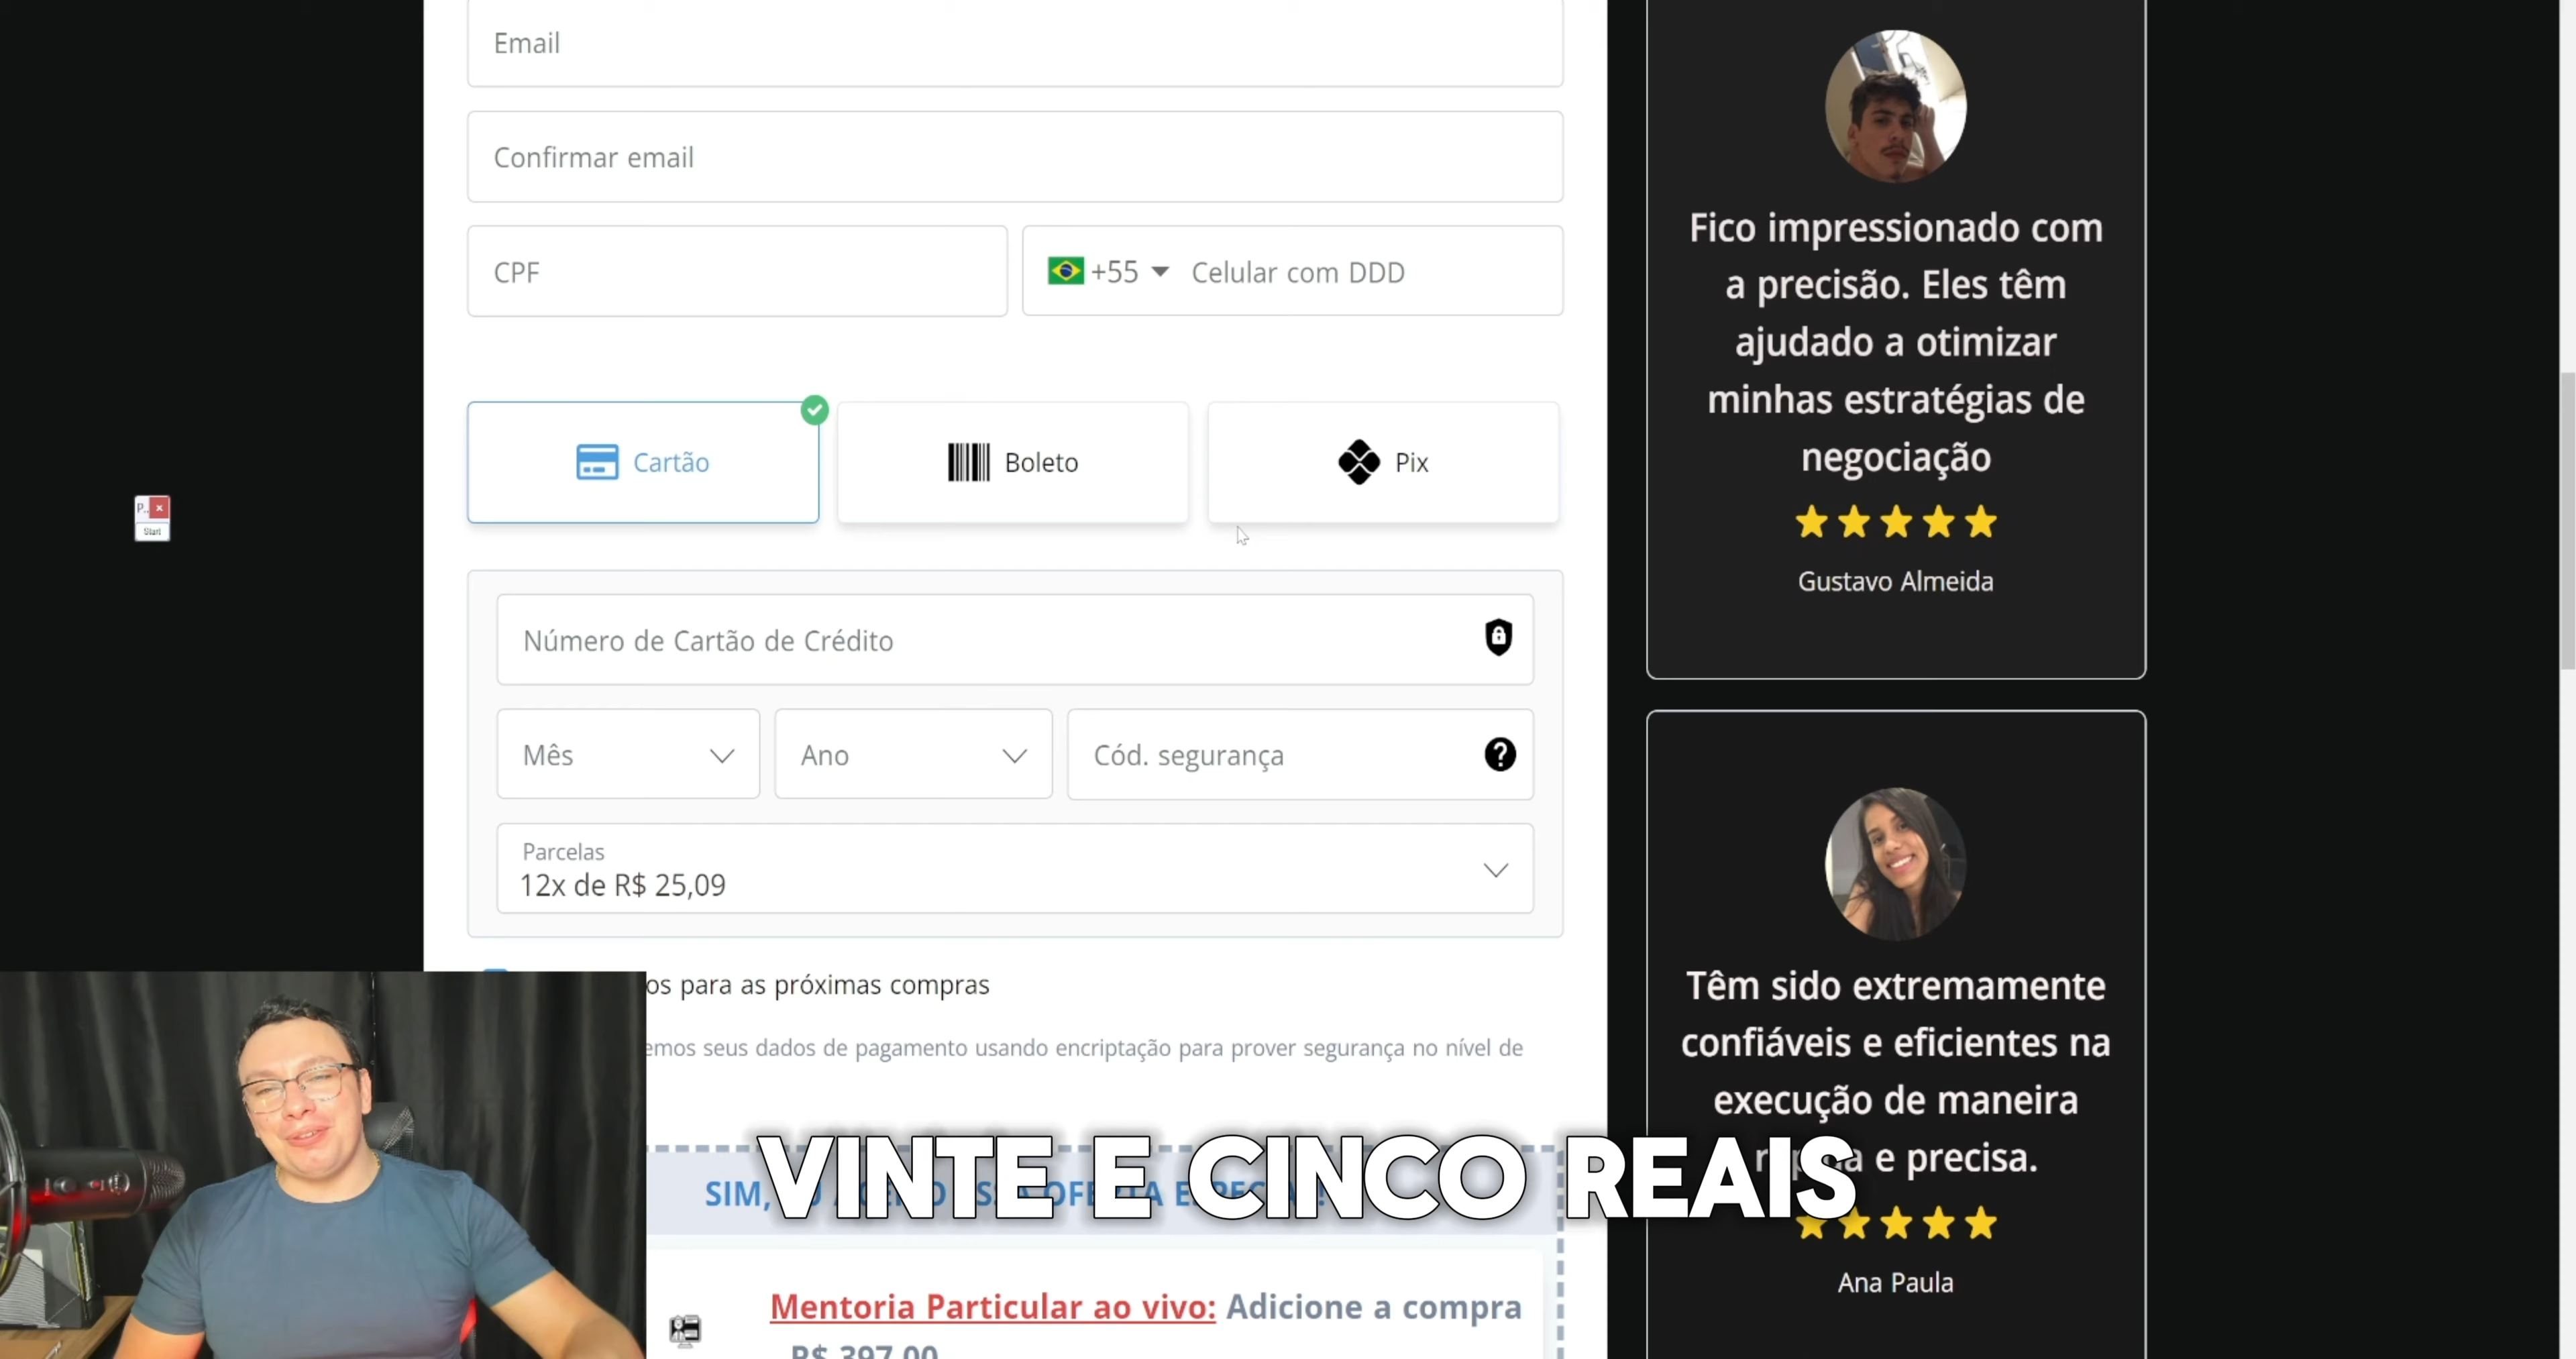 Email
Confirmar email
CPF
+55 Celular com DDD
Cartão
Boleto
Pix
Número de Cartão de Crédito
Mês
Ano
Cód. segurança
Parcelas
12x de R$ 25,09
os para as próximas compras
emos seus dados de pagamento usando encriptação para prover segurança no nível de
VINTE E CINCO REAIS
SIM,
Mentoria Particular ao vivo: Adicione a compra
R$ 397,00
P..
Start
Fico impressionado com
a precisão. Eles têm
ajudado a otimizar
minhas estratégias de
negociação
Gustavo Almeida
Têm sido extremamente
confiáveis e eficientes na
execução de maneira
e precisa.
Ana Paula